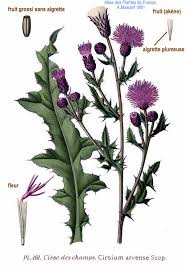 Atlas des Plantes de France.
A.Masclef 1891
fruit grossi sans aigrette
fruit (akène)
aigrette plumeuse
fleur
PL. 181. Cirse des champs. Cirsium arvense Scop.